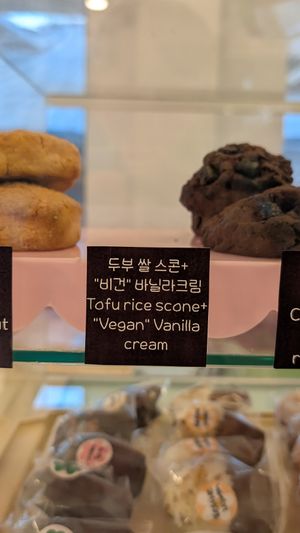 두부 쌀 스콘+
"비건" 바닐라크림
Tofu rice scone+
"Vegan" Vanilla
cream